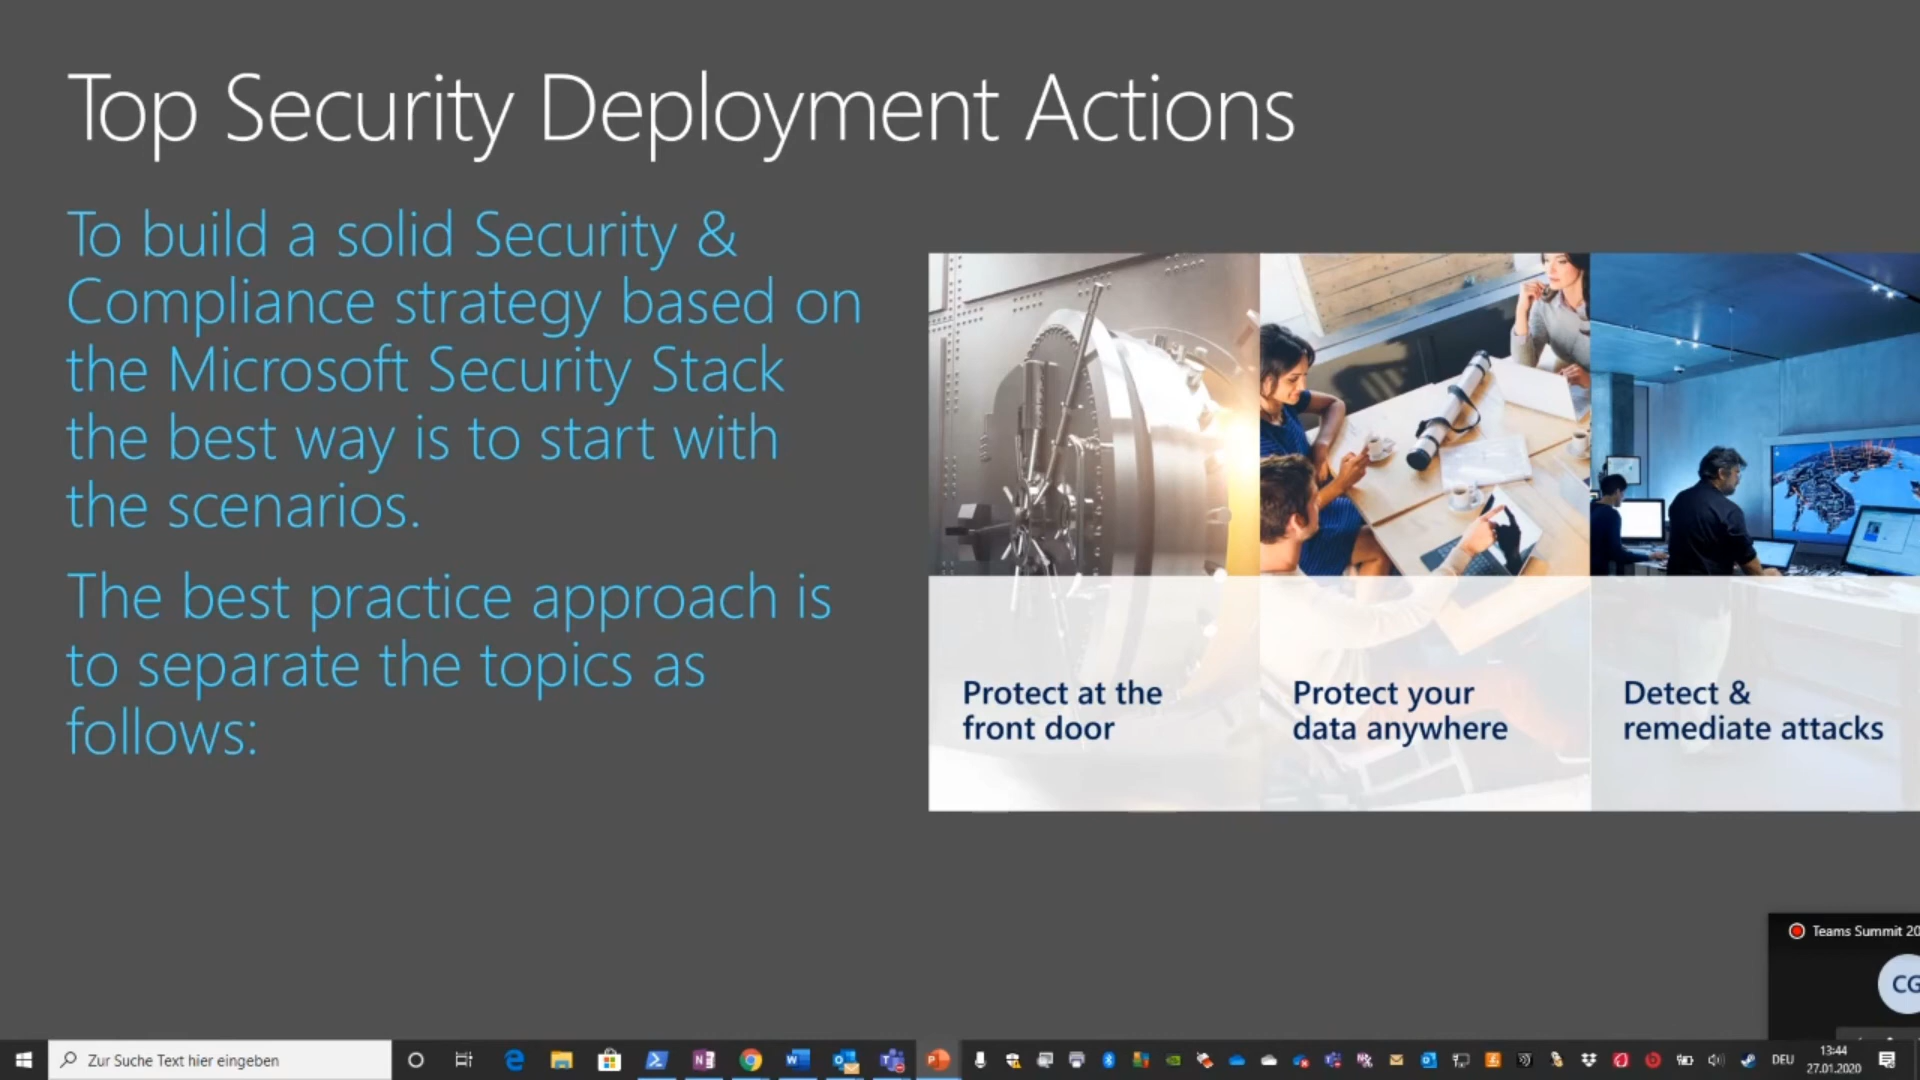 Top Security Deployment Actions
To build a solid Security &
Compliance strategy based on
the Microsoft Security Stack
the best way is to start with
the scenarios.
The best practice approach is
to separate the topics as
follows:
Protect at the
front door
Protect your
data anywhere
Detect &
remediate attacks
Teams Summit 20
CG
Zur Suche Text hier eingeben
DEU
13:44
27.01.2020